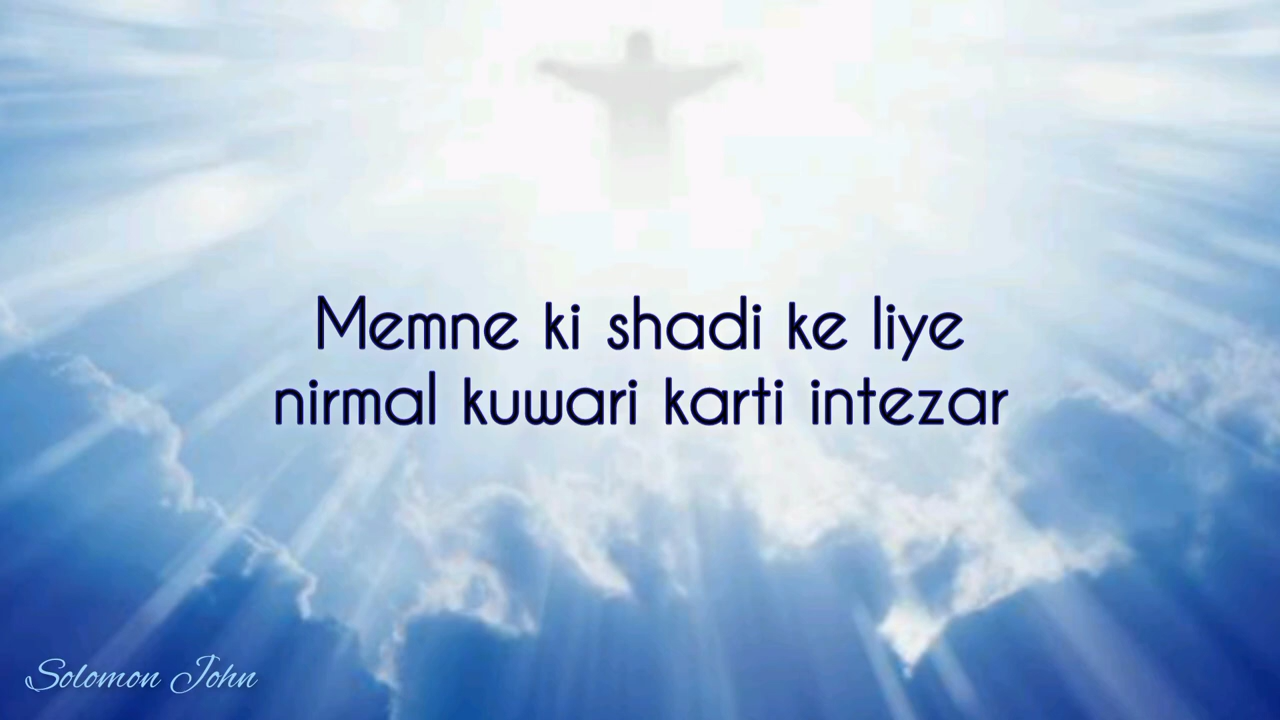 Memne ki shadi ke liye
nirmal kuwari karti intezar
Solomon John